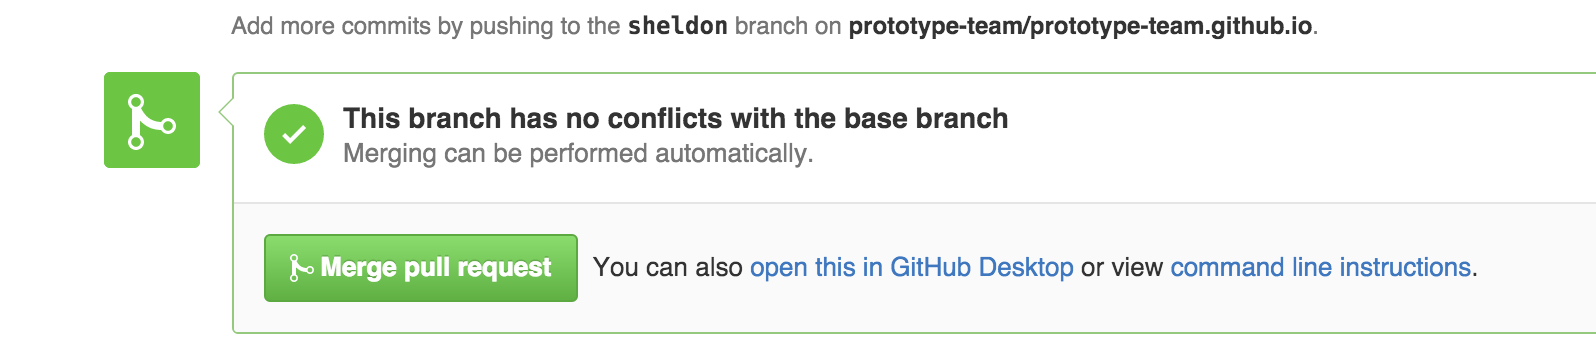 Add more commits by pushing to the sheldon branch on prototype-team/prototype-team.github.io.
This branch has no conflicts with the base branch
Merging can be performed automatically.
Merge pull request You can also open this in GitHub Desktop or view command line instructions.